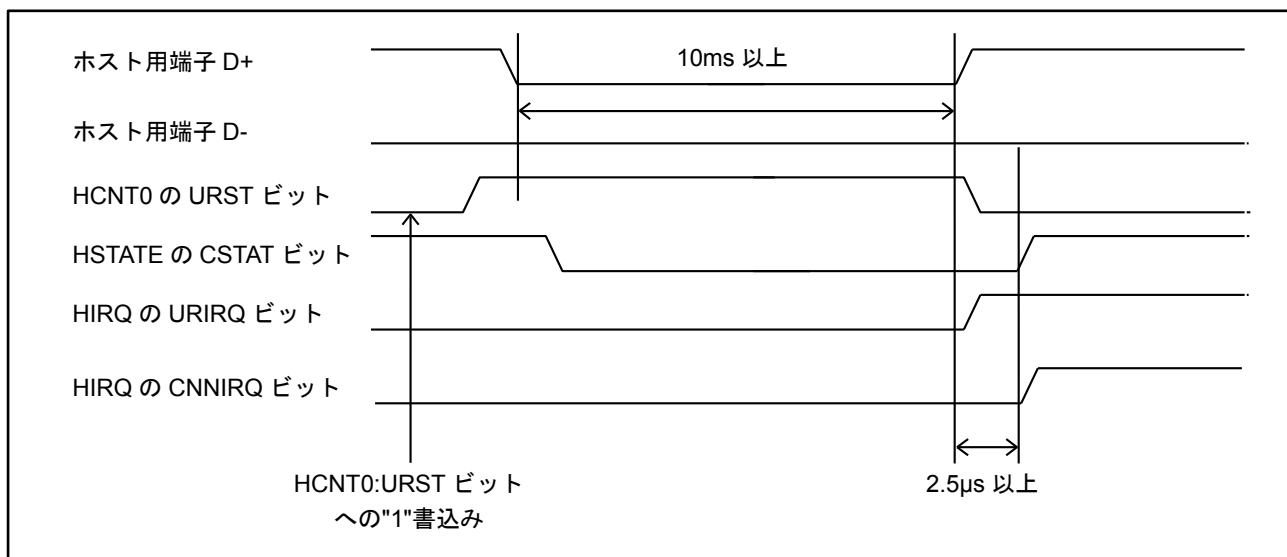 ホスト用端子 D+
10ms 以上
ホスト用端子 D-
HCNT0 の URST ビット
HSTATE の CSTAT ビット
HIRQ の URIRQ ビット
HIRQ の CNNIRQ ビット
HCNT0:URST ビット
への"1"書込み
2.5μs 以上